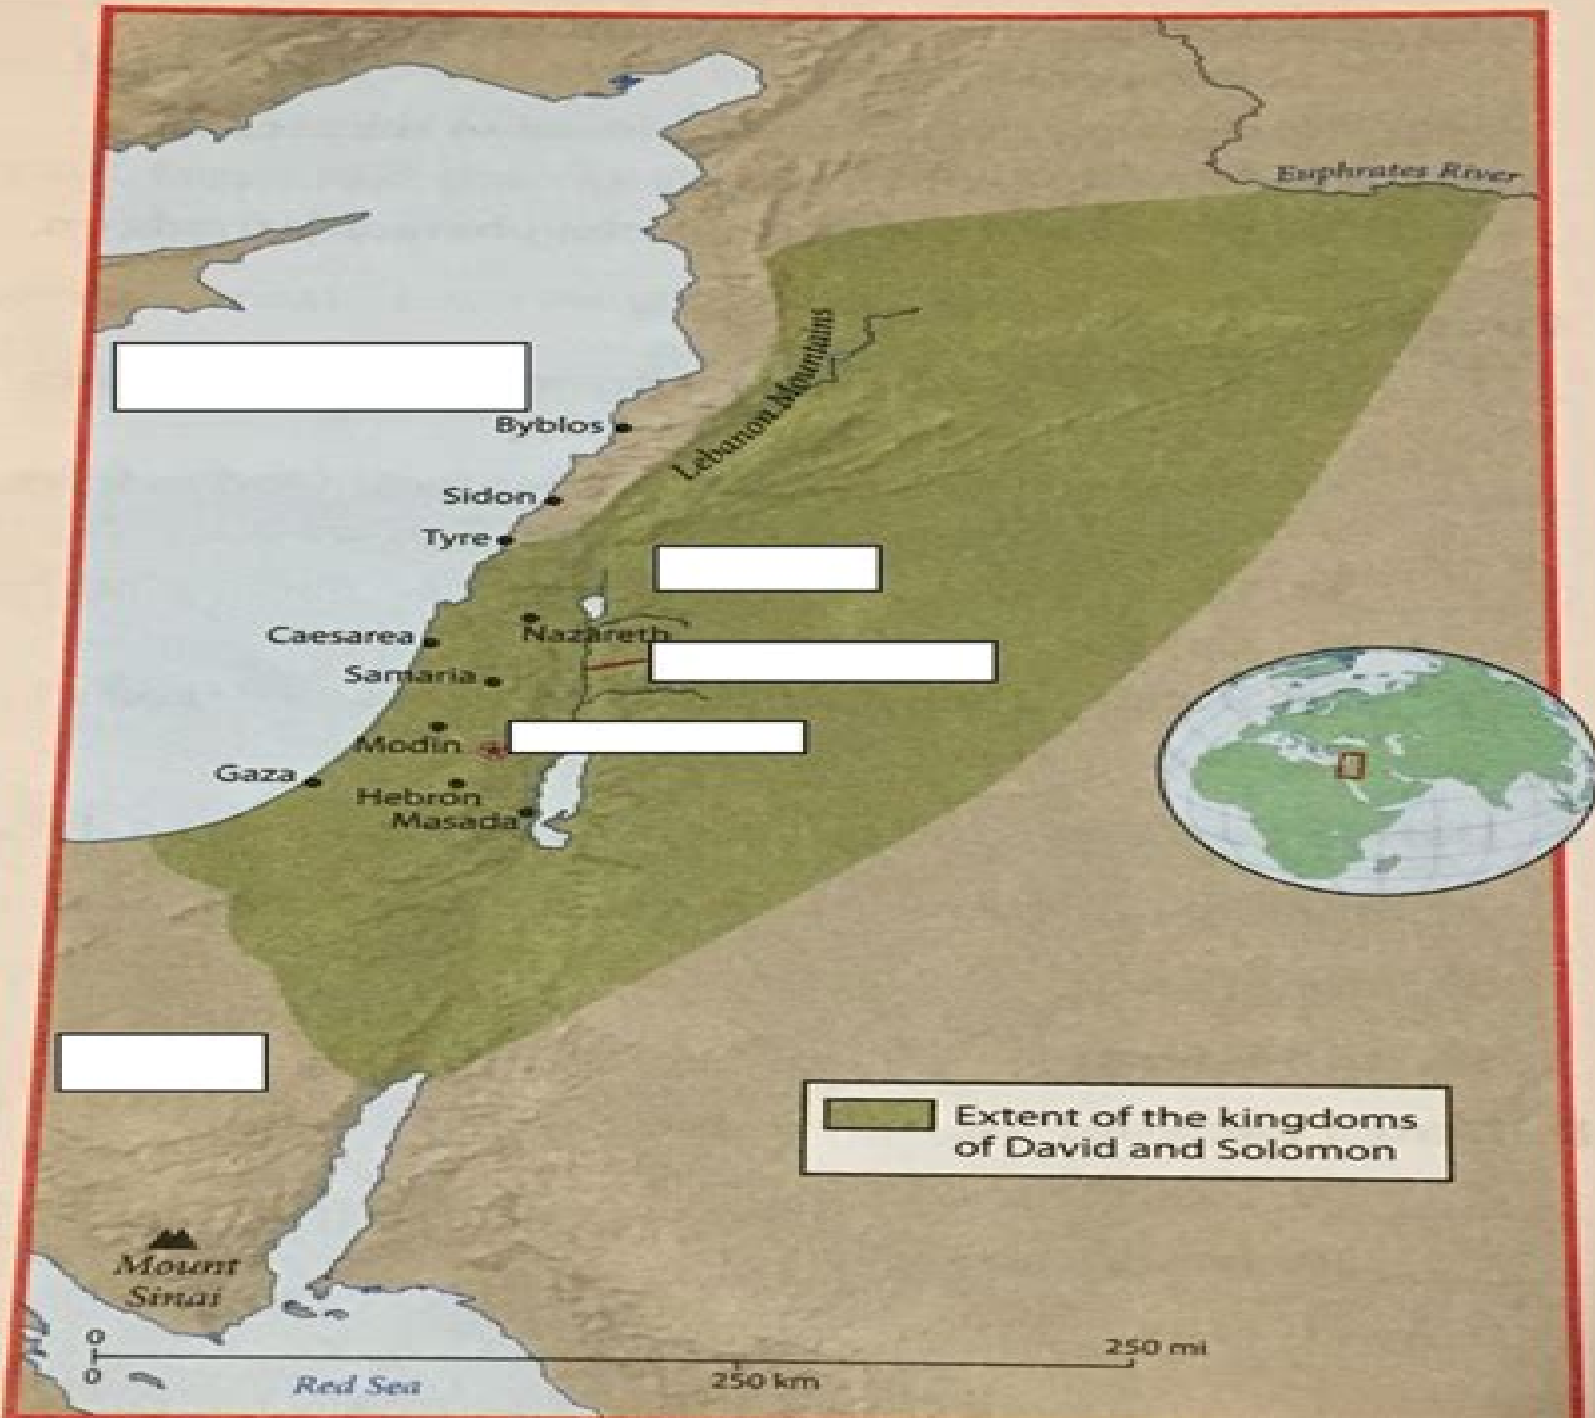 Euphrates River
Lebanon Mountains
Byblos
Sidon
Tyre
Nazareth
Caesarea
Samaria
Modin
Gaza
Hebron
Masada
Extent of the kingdoms
of David and Solomon
Mount
Sinai
0
250 mi
0
250 km
Red Sea